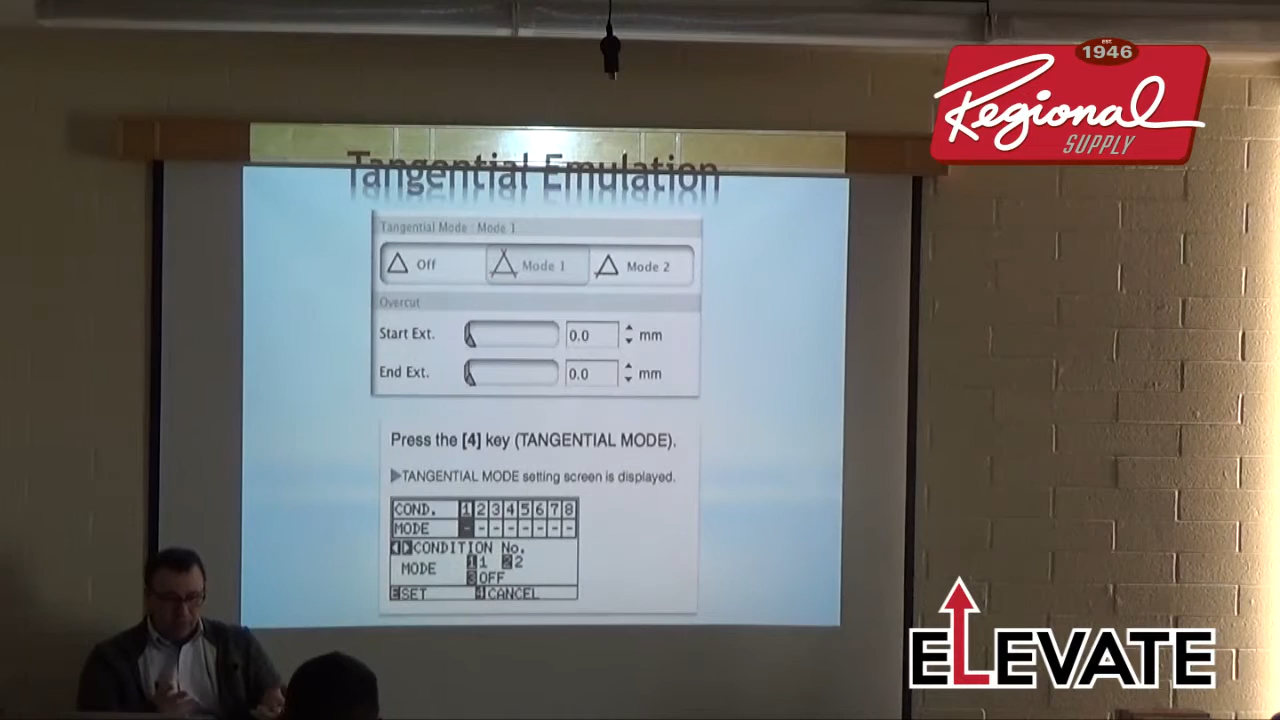 EST.
1946
Regional
SUPPLY
Tangential Emulation
Tangential Mode : Mode 1
Off Mode 1 Mode 2
Overcut
Start Ext. 0.0 mm
End Ext. 0.0 mm
Press the [4] key (TANGENTIAL MODE).
TANGENTIAL MODE setting screen is displayed.
COND. 1 2 3 4 5 6 7 8
MODE - - - - - - - -
CONDITION No.
MODE 1 1 2 2
3 OFF
E SET 4 CANCEL
ELEVATE